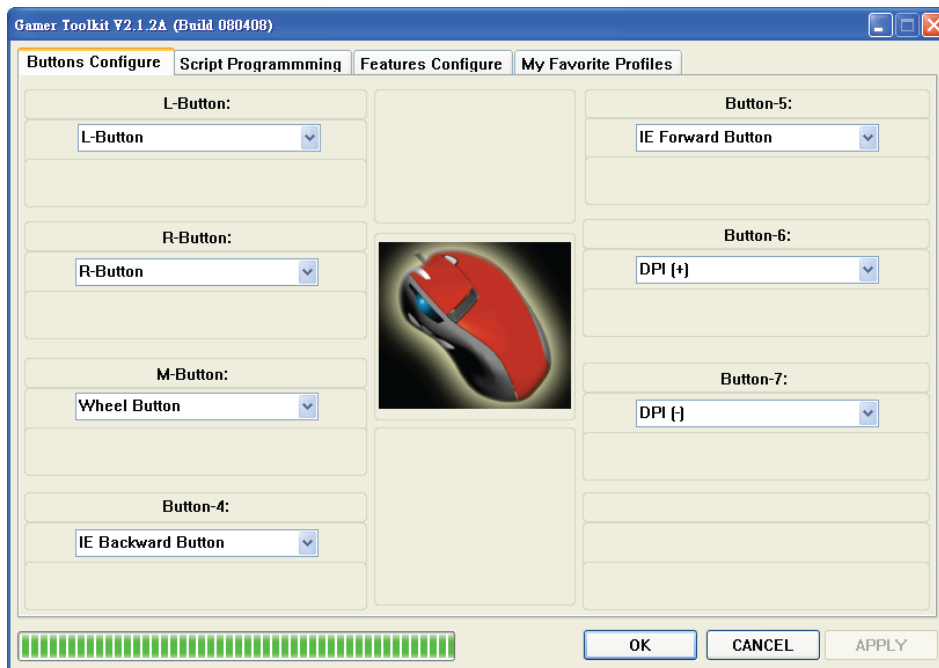 Gamer Toolkit V2.1.2A (Build 080408)
Buttons Configure Script Programmming Features Configure My Favorite Profiles
L-Button:
L-Button
R-Button:
R-Button
M-Button:
Wheel Button
Button-4:
IE Backward Button
Button-5:
IE Forward Button
Button-6:
DPI (+)
Button-7:
DPI (-)
OK CANCEL APPLY